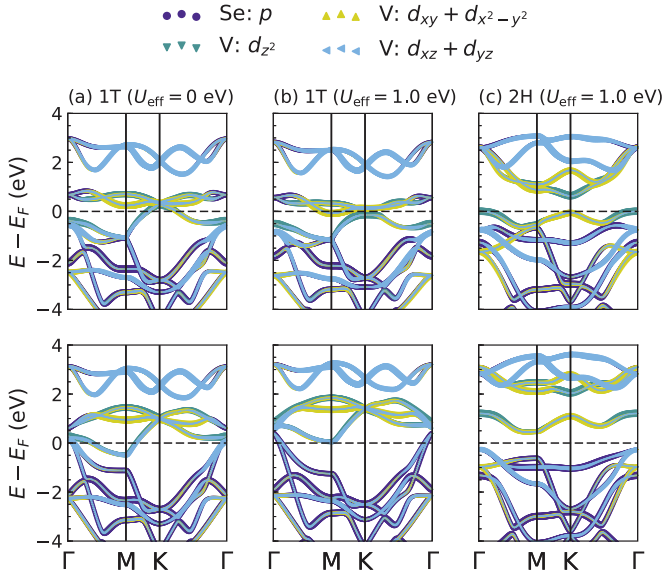 Se: p V: d_{xy} + d_{x^2-y^2}
V: d_{z^2} V: d_{xz} + d_{yz}
(a) 1T (U_eff = 0 eV) (b) 1T (U_eff = 1.0 eV) (c) 2H (U_eff = 1.0 eV)
4
2
0
−2
−4
E − E_F (eV)
4
2
0
−2
−4
E − E_F (eV)
Γ M K Γ Γ M K Γ Γ M K Γ